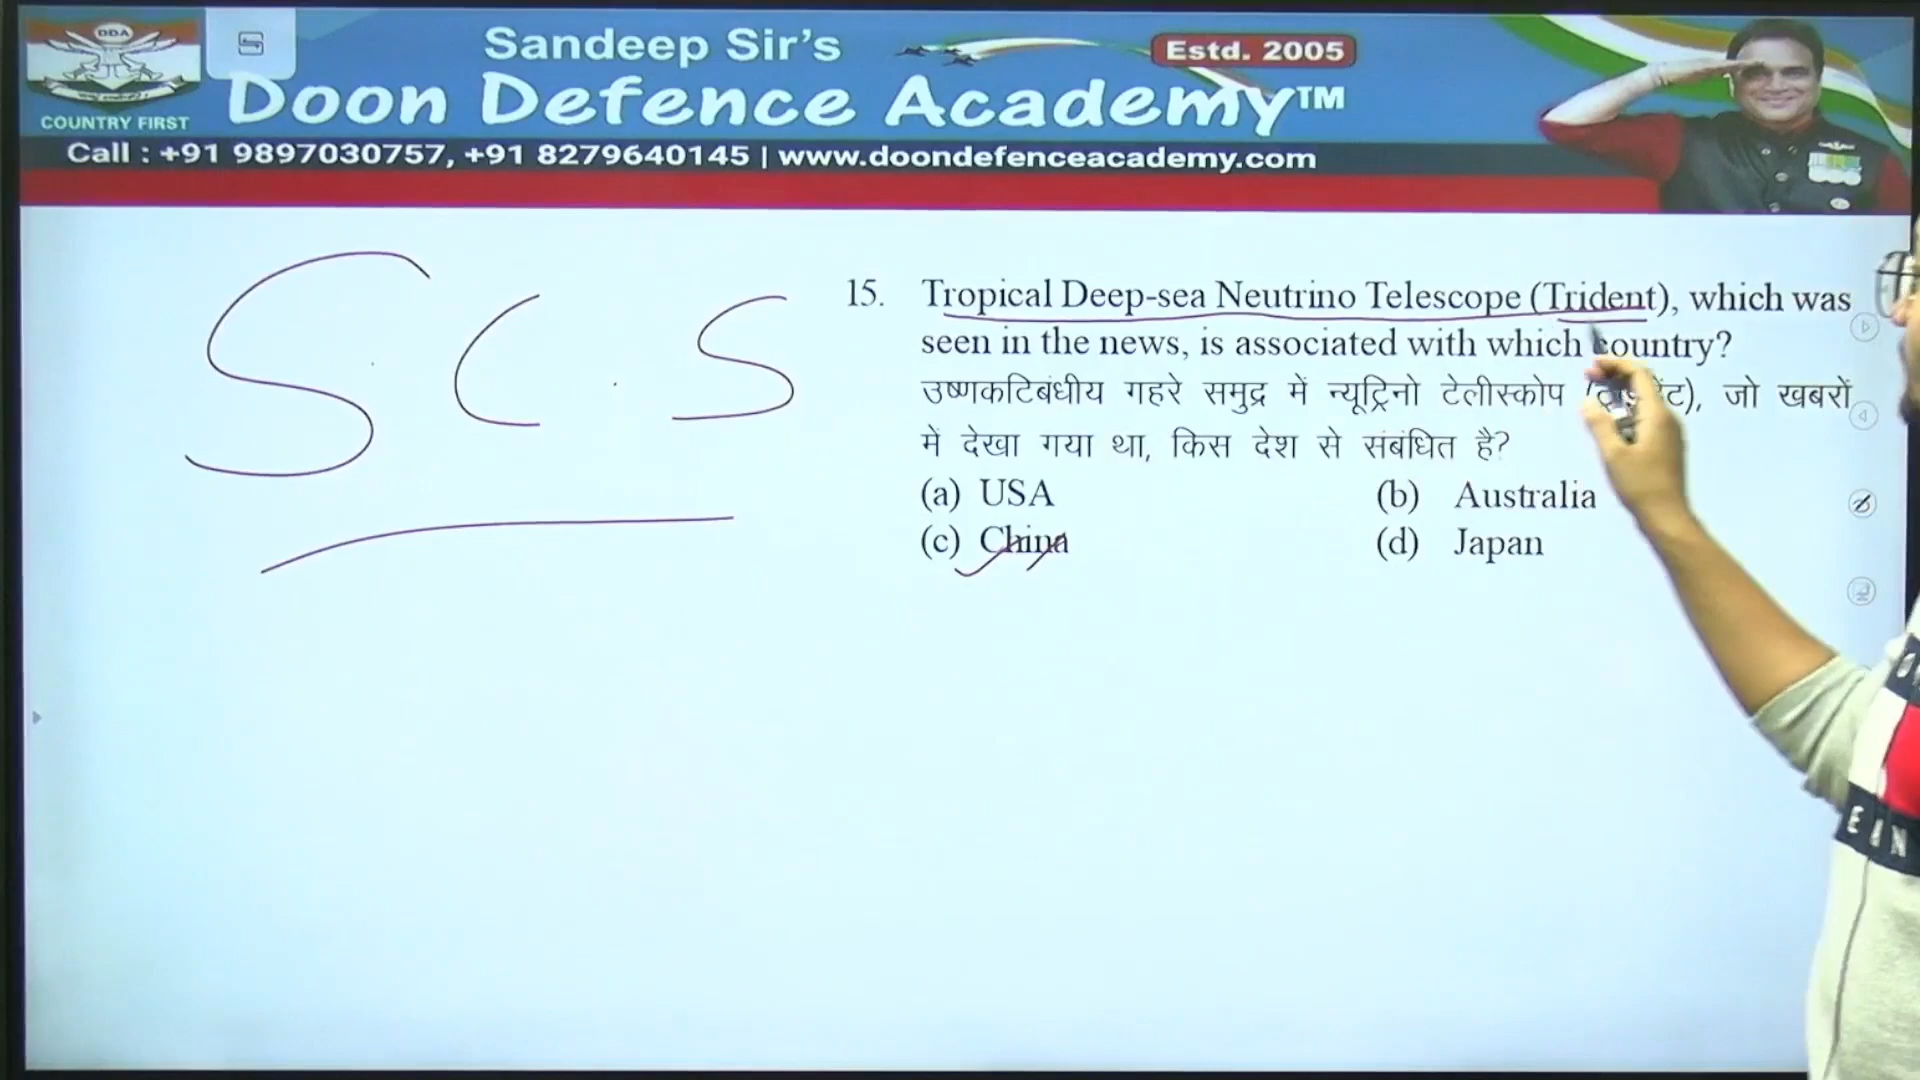 DDA
COUNTRY FIRST
Sandeep Sir's
Estd. 2005
Doon Defence Academy™
Call : +91 9897030757, +91 8279640145 | www.doondefenceacademy.com
S C S
15. Tropical Deep-sea Neutrino Telescope (Trident), which was
seen in the news, is associated with which country?
उष्णकटिबंधीय गहरे समुद्र में न्यूट्रिनो टेलीस्कोप जो खबरों
में देखा गया था, किस देश से संबंधित है?
(a) USA (b) Australia
(c) China (d) Japan
EIN